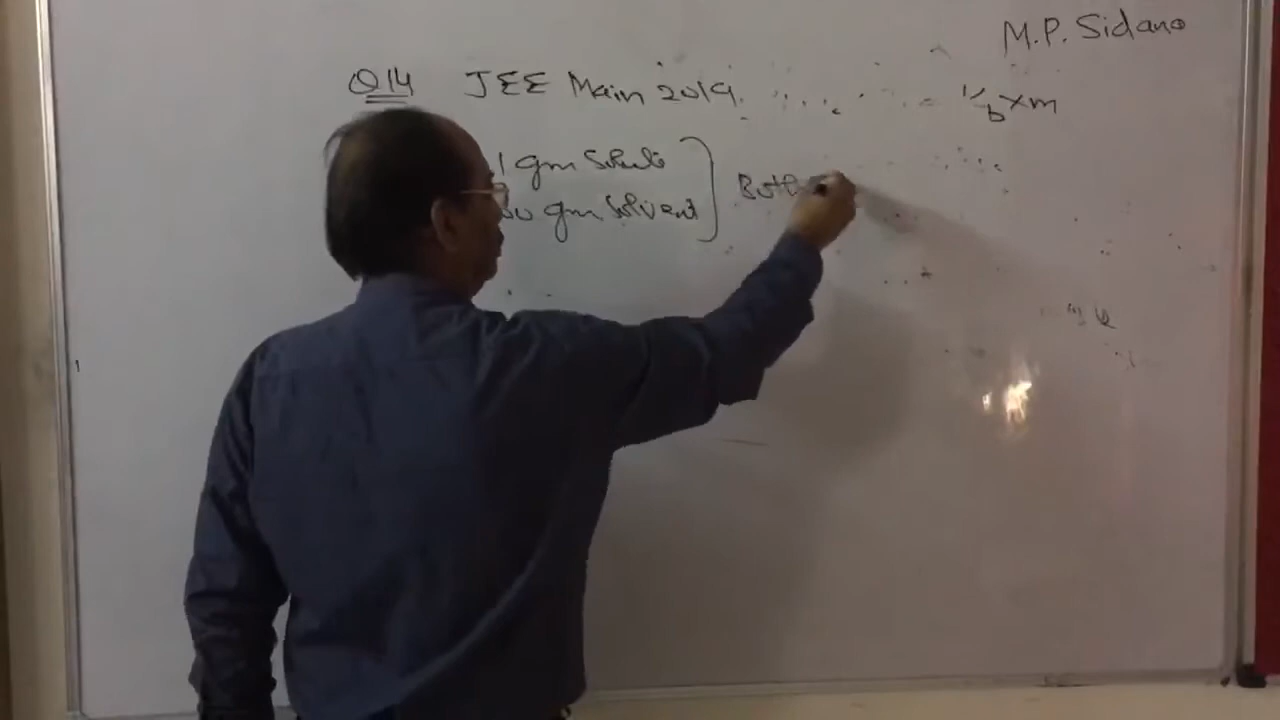 M.P. Sidana
Q14 JEE Main 2019.
1 gm Solute
gm Solvent